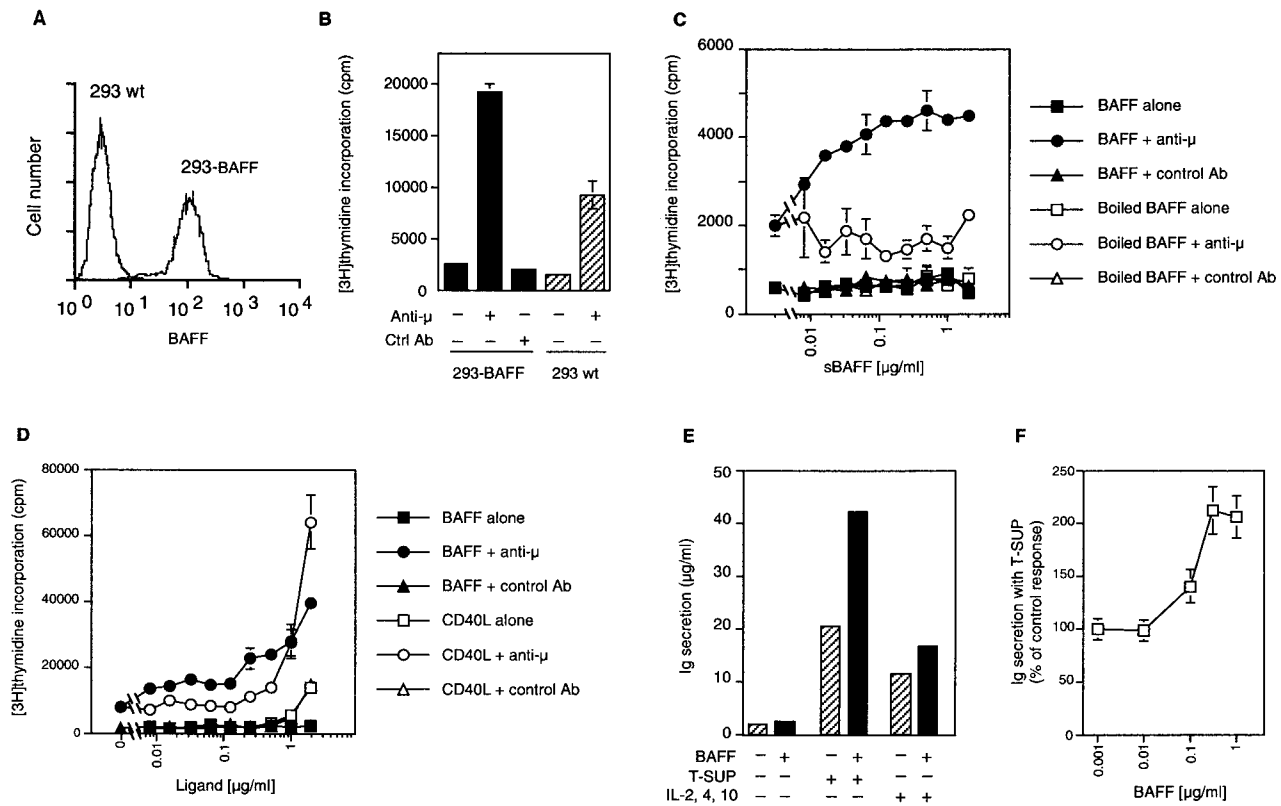 A
293 wt
293-BAFF
Cell number
10^0 10^1 10^2 10^3 10^4
BAFF
B
[3H]thymidine incorporation (cpm)
20000
15000
10000
5000
0
Anti-μ – + – – +
Ctrl Ab – – +
293-BAFF 293 wt
C
[3H]thymidine incorporation (cpm)
6000
4000
2000
0
0.01 0.1 1
sBAFF [μg/ml]
BAFF alone
BAFF + anti-μ
BAFF + control Ab
Boiled BAFF alone
Boiled BAFF + anti-μ
Boiled BAFF + control Ab
D
[3H]thymidine incorporation (cpm)
80000
60000
40000
20000
0
0 0.01 0.1 1
Ligand [μg/ml]
BAFF alone
BAFF + anti-μ
BAFF + control Ab
CD40L alone
CD40L + anti-μ
CD40L + control Ab
E
Ig secretion (μg/ml)
50
40
30
20
10
0
BAFF – + – + – +
T-SUP – – + + – –
IL-2, 4, 10 – – – – + +
F
Ig secretion with T-SUP
(% of control response)
250
200
150
100
50
0
0.001 0.01 0.1 1
BAFF [μg/ml]